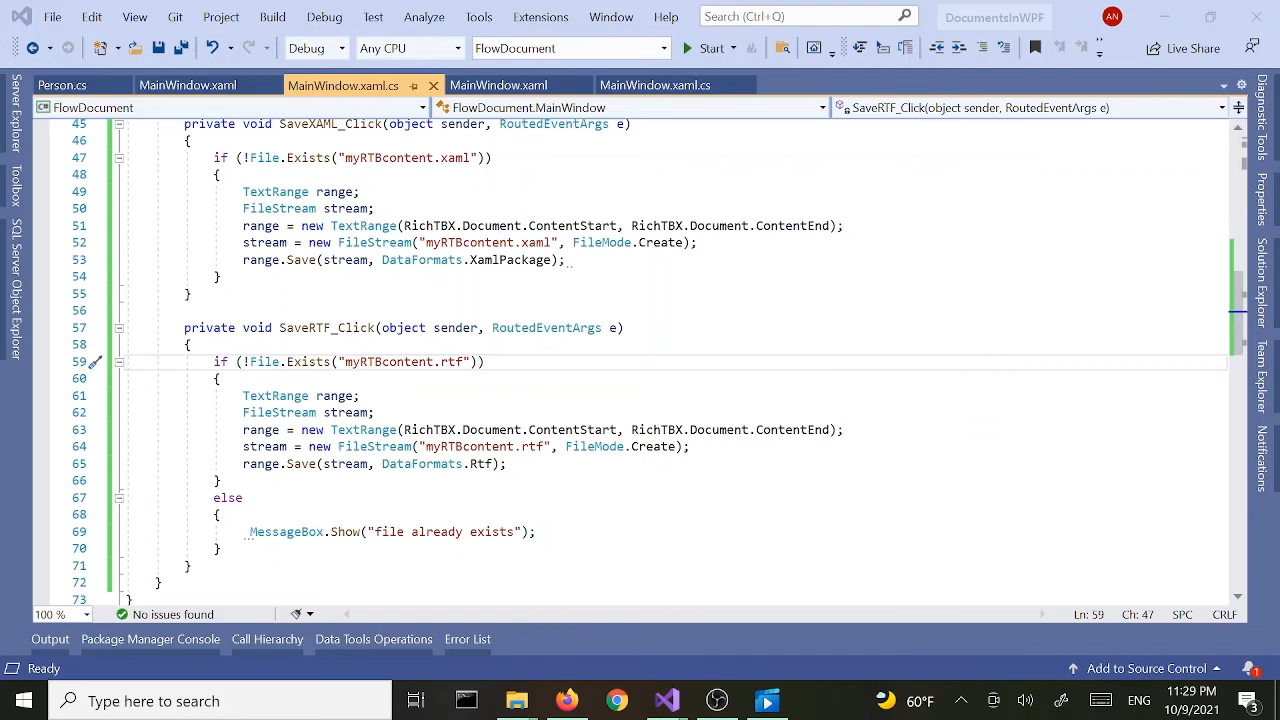 File Edit View Git Project Build Debug Test Analyze Tools Extensions Window Help Search (Ctrl+Q) DocumentsInWPF AN
Debug Any CPU FlowDocument Start Live Share
Person.cs MainWindow.xaml MainWindow.xaml.cs MainWindow.xaml MainWindow.xaml.cs
FlowDocument FlowDocument.MainWindow SaveRTF_Click(object sender, RoutedEventArgs e)
Server Explorer
Toolbox
SQL Server Object Explorer
45 private void SaveXAML_Click(object sender, RoutedEventArgs e)
46 {
47 if (!File.Exists("myRTBcontent.xaml"))
48 {
49 TextRange range;
50 FileStream stream;
51 range = new TextRange(RichTBX.Document.ContentStart, RichTBX.Document.ContentEnd);
52 stream = new FileStream("myRTBcontent.xaml", FileMode.Create);
53 range.Save(stream, DataFormats.XamlPackage);
54 }
55 }
56
57 private void SaveRTF_Click(object sender, RoutedEventArgs e)
58 {
59 if (!File.Exists("myRTBcontent.rtf"))
60 {
61 TextRange range;
62 FileStream stream;
63 range = new TextRange(RichTBX.Document.ContentStart, RichTBX.Document.ContentEnd);
64 stream = new FileStream("myRTBcontent.rtf", FileMode.Create);
65 range.Save(stream, DataFormats.Rtf);
66 }
67 else
68 {
69 MessageBox.Show("file already exists");
70 }
71 }
72 }
73 }
Diagnostic Tools
Properties
Solution Explorer
Team Explorer
Notifications
100 % No issues found Ln: 59 Ch: 47 SPC CRLF
Output Package Manager Console Call Hierarchy Data Tools Operations Error List
Ready Add to Source Control 1
Type here to search 60°F ENG 1:29 PM
10/9/2021 3